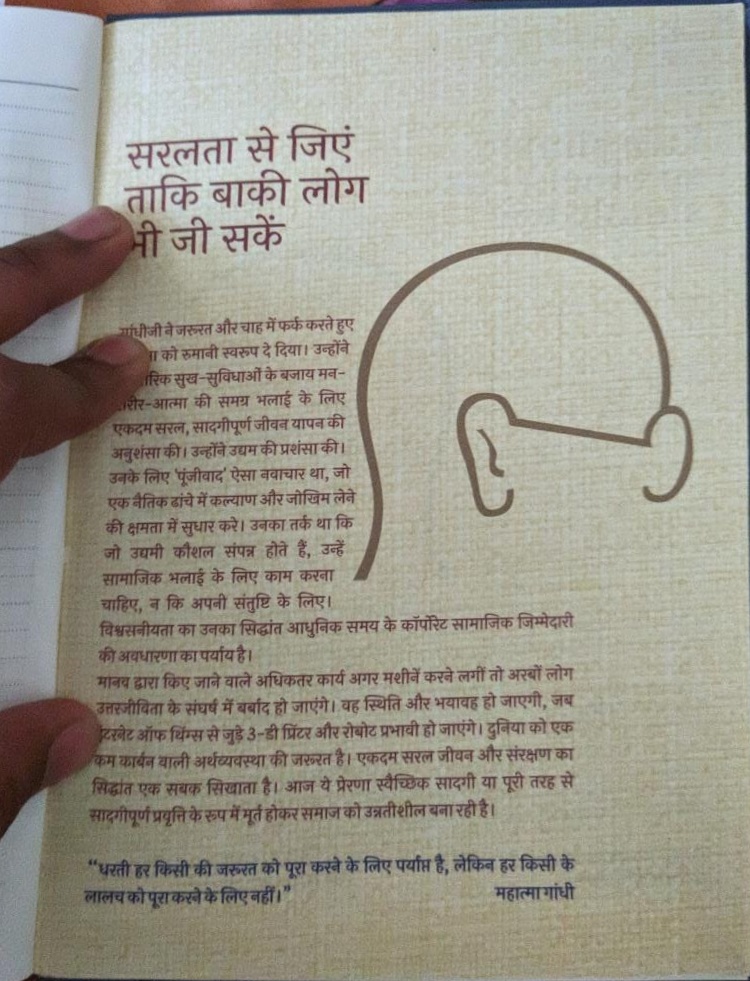 सरलता से जिएं
ताकि बाकी लोग
भी जी सकें
गांधीजी ने जरुरत और चाह में फर्क करते हुए
को रुमानी स्वरुप दे दिया। उन्होंने
सुख-सुविधाओं के बजाय मन-
शरीर-आत्मा की समग्र भलाई के लिए
एकदम सरल, सादगीपूर्ण जीवन यापन की
अनुशंसा की। उन्होंने उद्यम की प्रशंसा की।
उनके लिए 'पूंजीवाद' ऐसा नवाचार था, जो
एक नैतिक ढांचे में कल्याण और जोखिम लेने
की क्षमता में सुधार करे। उनका तर्क था कि
जो उद्यमी कौशल संपन्न होते हैं, उन्हें
सामाजिक भलाई के लिए काम करना
चाहिए, न कि अपनी संतुष्टि के लिए।
विश्वसनीयता का उनका सिद्धांत आधुनिक समय के कॉर्पोरेट सामाजिक जिम्मेदारी
की अवधारणा का पर्याय है।
मानव द्वारा किए जाने वाले अधिकतर कार्य अगर मशीनें करने लगीं तो अरबों लोग
उत्तरजीविता के संघर्ष में बर्बाद हो जाएंगे। वह स्थिति और भयावह हो जाएगी, जब
इंटरनेट ऑफ थिंग्स से जुड़े 3-डी प्रिंटर और रोबोट प्रभावी हो जाएंगे। दुनिया को एक
कम कार्बन वाली अर्थव्यवस्था की जरुरत है। एकदम सरल जीवन और संरक्षण का
सिद्धांत एक सबक सिखाता है। आज ये प्रेरणा स्वैच्छिक सादगी या पूरी तरह से
सादगीपूर्ण प्रवृत्ति के रुप में मूर्त होकर समाज को उन्नतीशील बना रही है।
“धरती हर किसी की जरुरत को पूरा करने के लिए पर्याप्त है, लेकिन हर किसी के
लालच को पूरा करने के लिए नहीं।” महात्मा गांधी